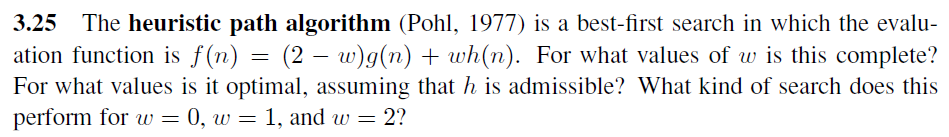 3.25 The heuristic path algorithm (Pohl, 1977) is a best-first search in which the evalu-
ation function is f(n) = (2 − w)g(n) + wh(n). For what values of w is this complete?
For what values is it optimal, assuming that h is admissible? What kind of search does this
perform for w = 0, w = 1, and w = 2?